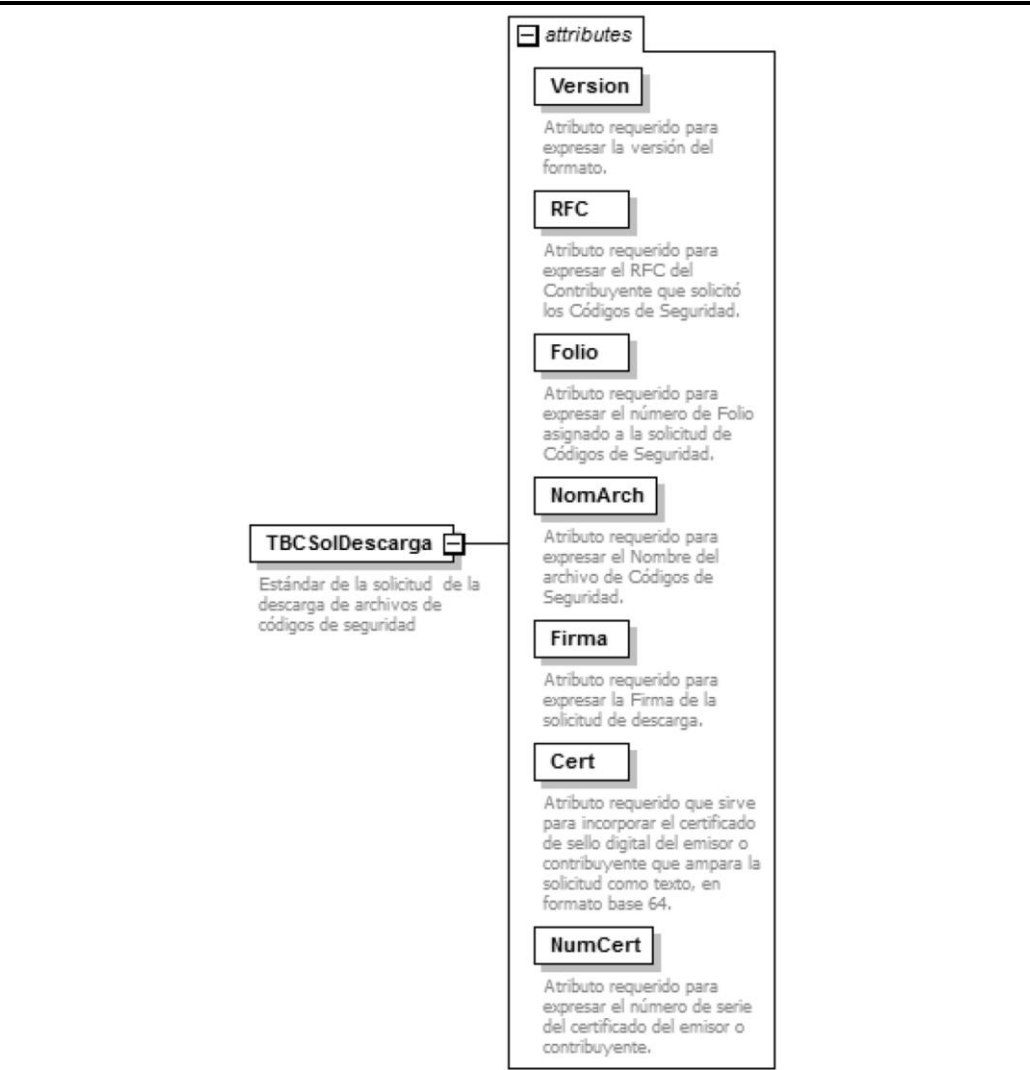 attributes
Version
Atributo requerido para
expresar la versión del
formato.
RFC
Atributo requerido para
expresar el RFC del
Contribuyente que solicitó
los Códigos de Seguridad.
Folio
Atributo requerido para
expresar el número de Folio
asignado a la solicitud de
Códigos de Seguridad.
NomArch
Atributo requerido para
expresar el Nombre del
archivo de Códigos de
Seguridad.
TBCSolDescarga
Estándar de la solicitud de la
descarga de archivos de
códigos de seguridad
Firma
Atributo requerido para
expresar la Firma de la
solicitud de descarga.
Cert
Atributo requerido que sirve
para incorporar el certificado
de sello digital del emisor o
contribuyente que ampara la
solicitud como texto, en
formato base 64.
NumCert
Atributo requerido para
expresar el número de serie
del certificado del emisor o
contribuyente.